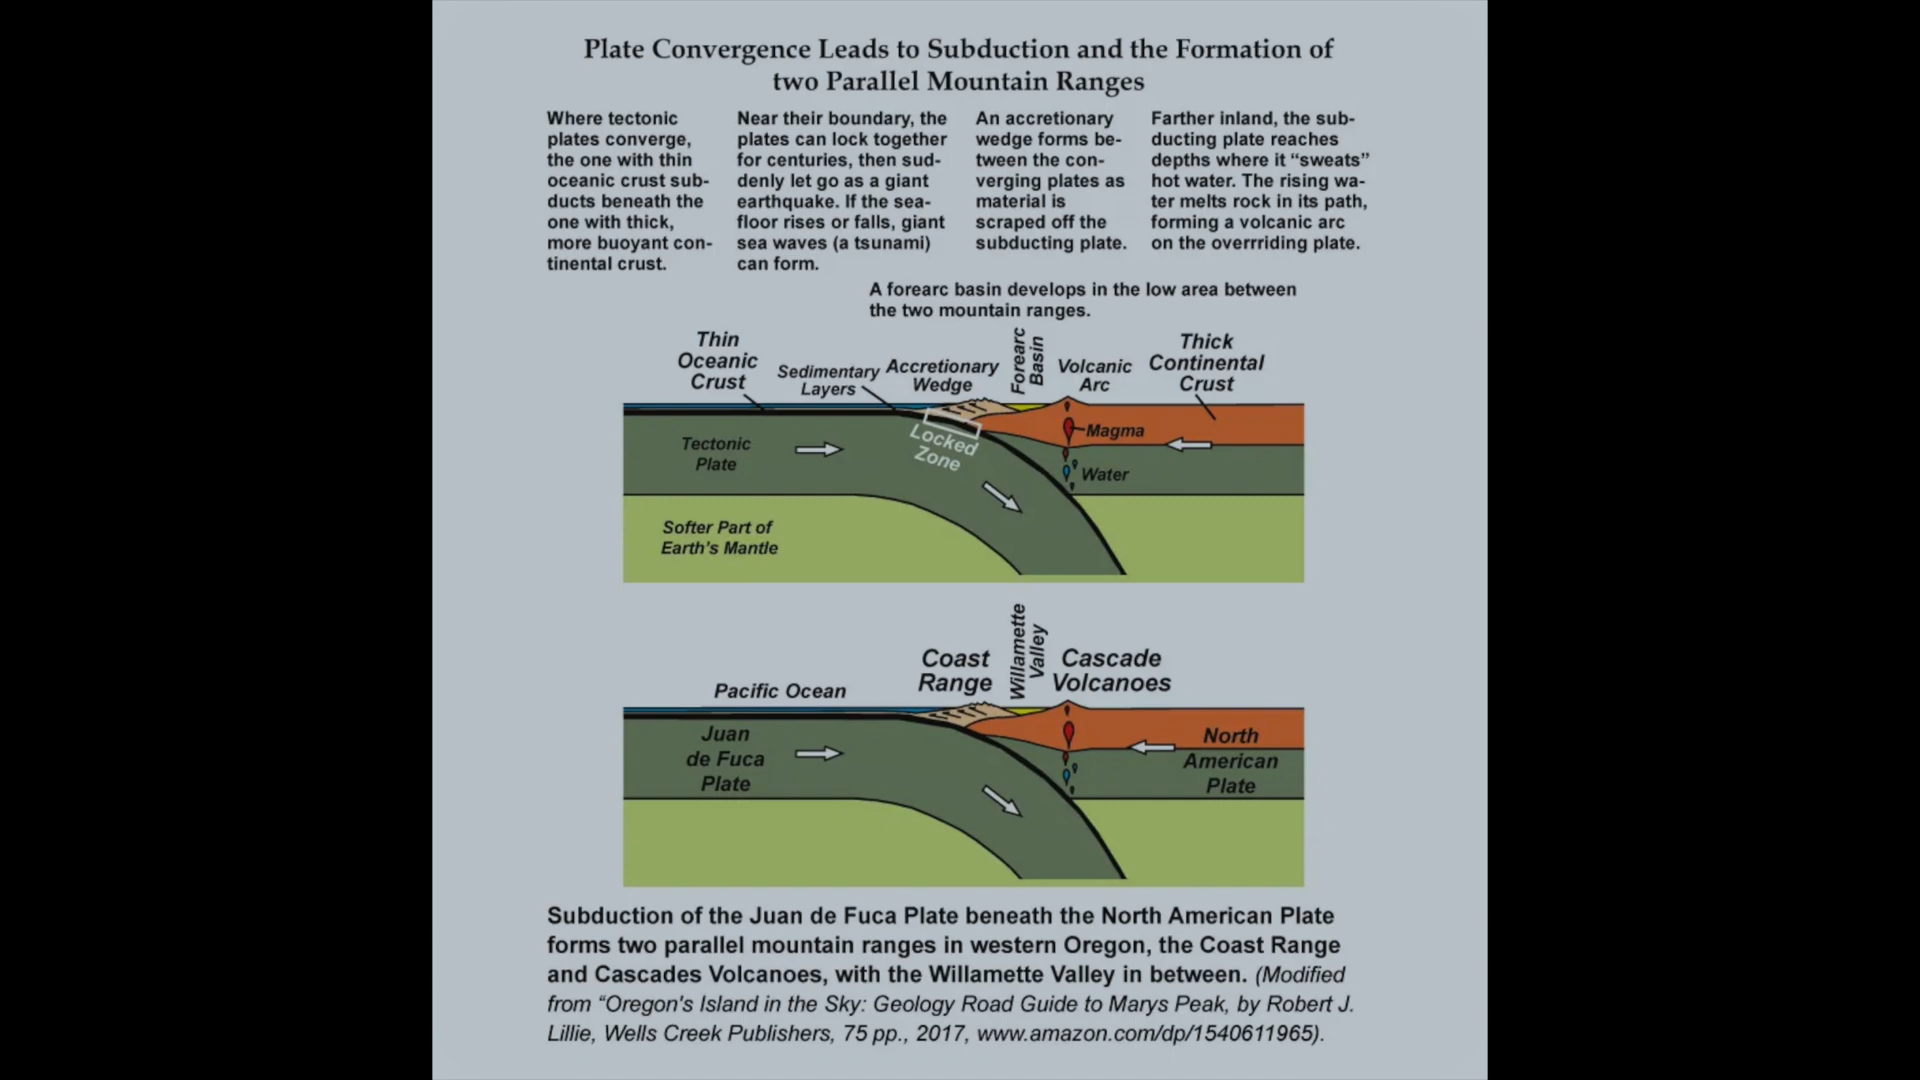 Plate Convergence Leads to Subduction and the Formation of
two Parallel Mountain Ranges
Where tectonic
plates converge,
the one with thin
oceanic crust sub-
ducts beneath the
one with thick,
more buoyant con-
tinental crust.
Near their boundary, the
plates can lock together
for centuries, then sud-
denly let go as a giant
earthquake. If the sea-
floor rises or falls, giant
sea waves (a tsunami)
can form.
An accretionary
wedge forms be-
tween the con-
verging plates as
material is
scraped off the
subducting plate.
Farther inland, the sub-
ducting plate reaches
depths where it “sweats”
hot water. The rising wa-
ter melts rock in its path,
forming a volcanic arc
on the overrriding plate.
A forearc basin develops in the low area between
the two mountain ranges.
Thin
Oceanic
Crust
Sedimentary
Layers
Accretionary
Wedge
Forearc
Basin
Volcanic
Arc
Thick
Continental
Crust
Tectonic
Plate
Locked
Zone
Magma
Water
Softer Part of
Earth's Mantle
Pacific Ocean
Coast
Range
Willamette
Valley
Cascade
Volcanoes
Juan
de Fuca
Plate
North
American
Plate
Subduction of the Juan de Fuca Plate beneath the North American Plate
forms two parallel mountain ranges in western Oregon, the Coast Range
and Cascades Volcanoes, with the Willamette Valley in between. (Modified
from “Oregon's Island in the Sky: Geology Road Guide to Marys Peak, by Robert J.
Lillie, Wells Creek Publishers, 75 pp., 2017, www.amazon.com/dp/1540611965).